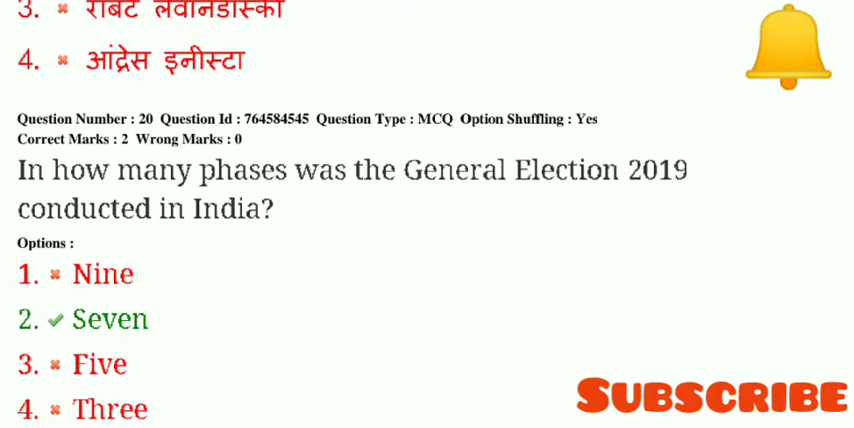 3. ✖ राबर्ट लेवानडॉस्की
4. ✖ आंद्रेस इनीस्टा
Question Number : 20 Question Id : 764584545 Question Type : MCQ Option Shuffling : Yes
Correct Marks : 2 Wrong Marks : 0
In how many phases was the General Election 2019
conducted in India?
Options :
1. ✖ Nine
2. ✔ Seven
3. ✖ Five
4. ✖ Three
SUBSCRIBE